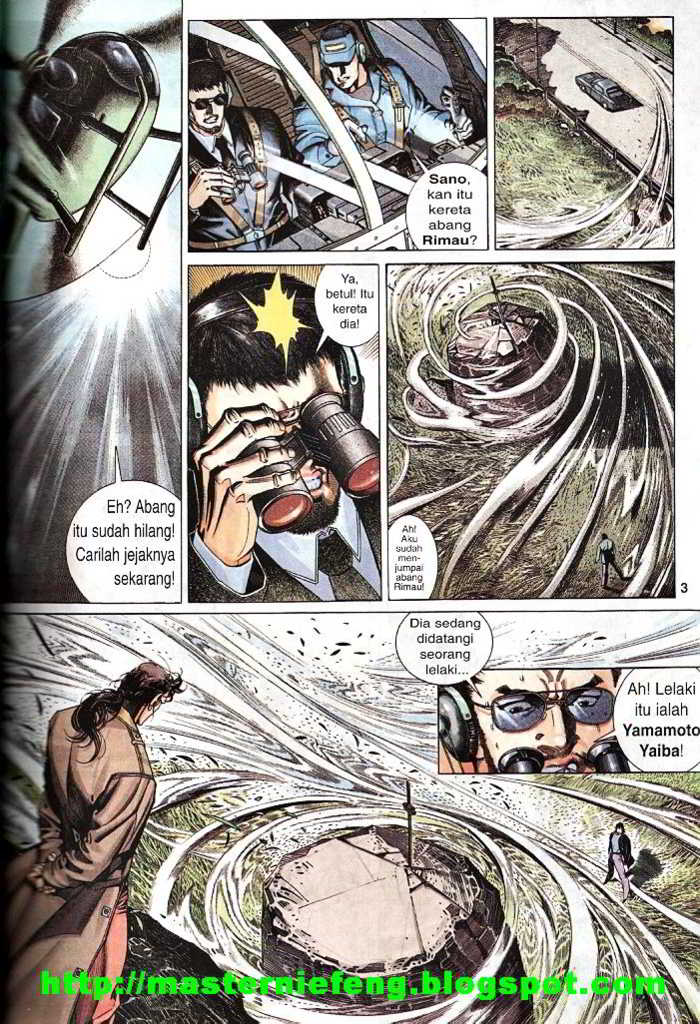 Sano,
kan itu
kereta
abang
Rimau?
Ya,
betul! Itu
kereta
dia!
Eh? Abang
itu sudah hilang!
Carilah jejaknya
sekarang!
Ah!
Aku
sudah
men-
jumpai
abang
Rimau!
3
Dia sedang
didatangi
seorang
lelaki...
Ah! Lelaki
itu ialah
Yamamoto
Yaiba!
http://masterniefeng.blogspot.com